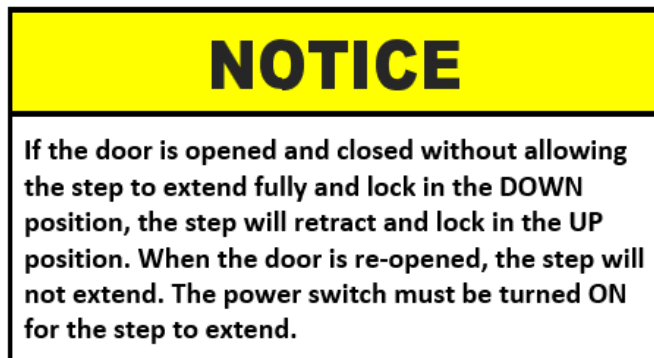 NOTICE
If the door is opened and closed without allowing
the step to extend fully and lock in the DOWN
position, the step will retract and lock in the UP
position. When the door is re-opened, the step will
not extend. The power switch must be turned ON
for the step to extend.